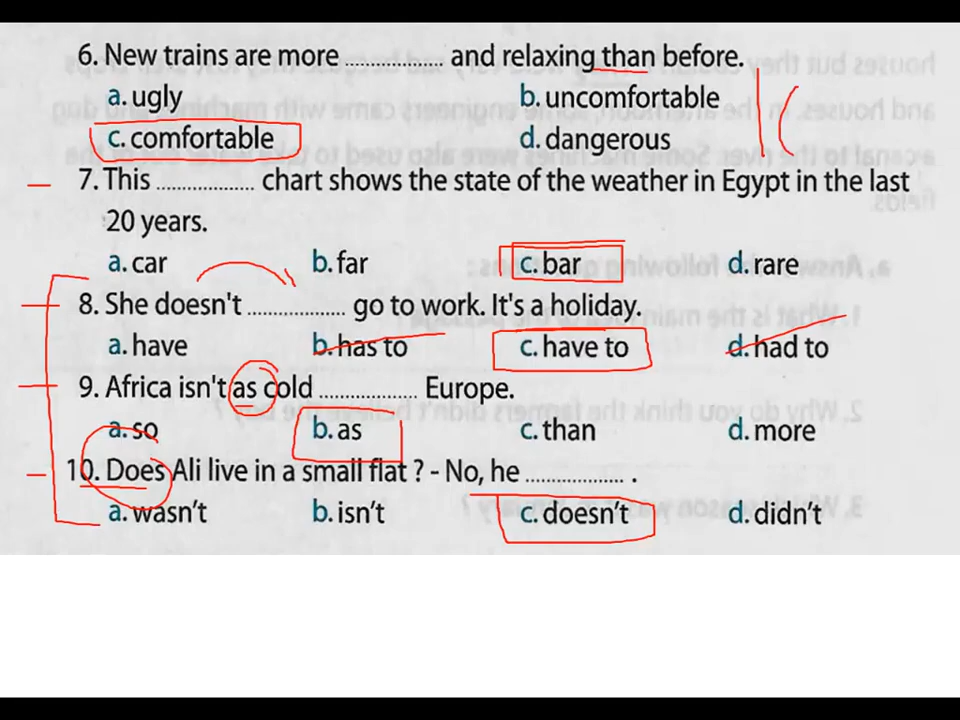 6. New trains are more .................... and relaxing than before.
a. ugly b. uncomfortable
c. comfortable d. dangerous
7. This .................... chart shows the state of the weather in Egypt in the last
20 years.
a. car b. far c. bar d. rare
8. She doesn't .................... go to work. It's a holiday.
a. have b. has to c. have to d. had to
9. Africa isn't as cold .................... Europe.
a. so b. as c. than d. more
10. Does Ali live in a small flat ? - No, he .................... .
a. wasn't b. isn't c. doesn't d. didn't